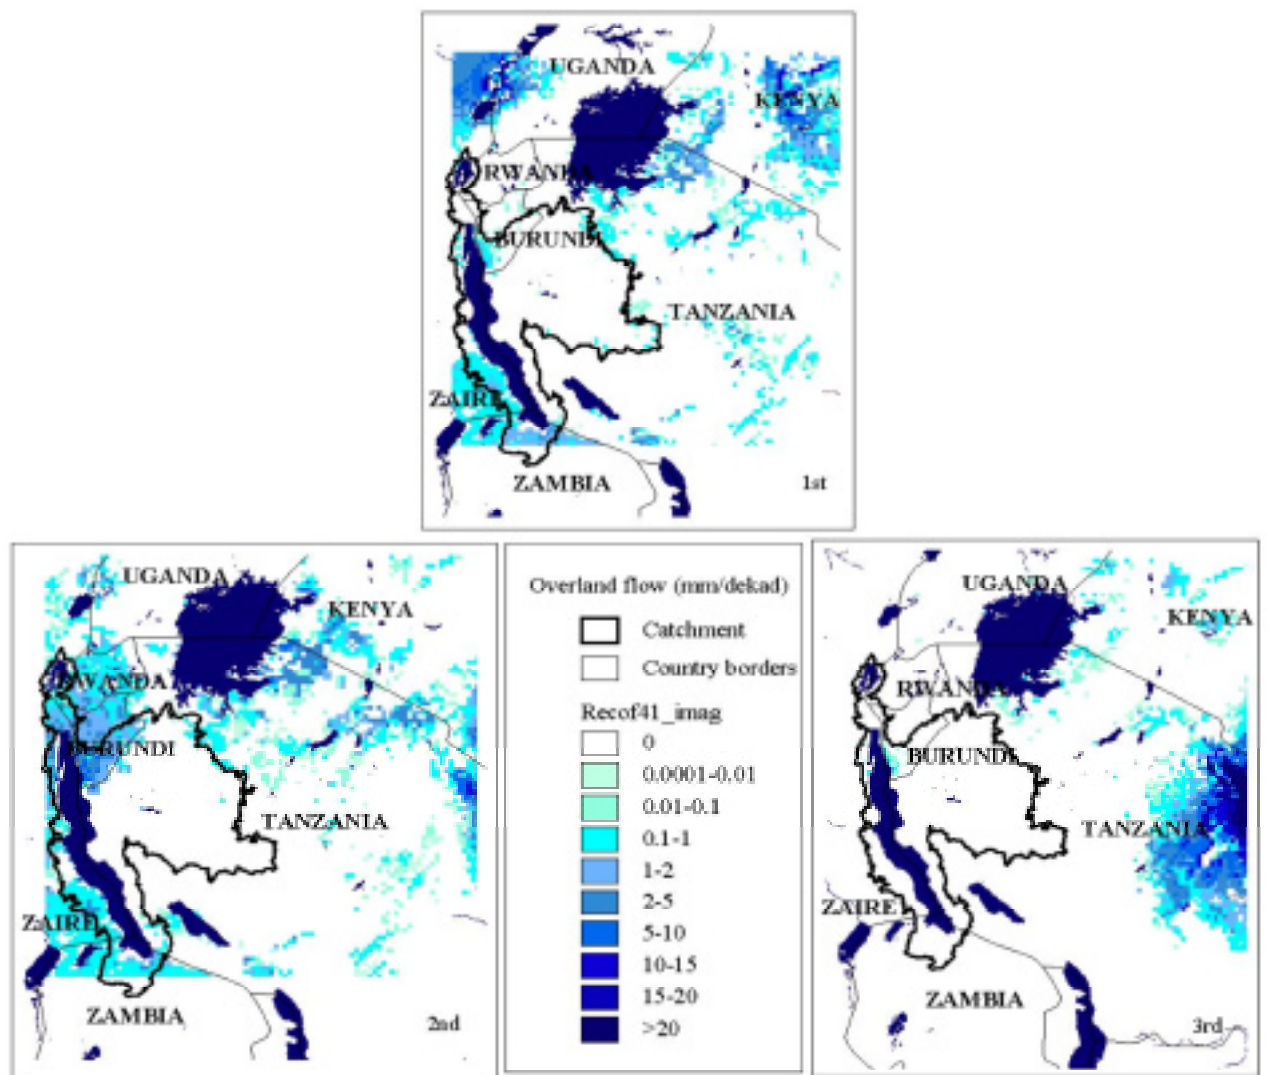 UGANDA
KENYA
RWANDA
BURUNDI
TANZANIA
ZAIRE
ZAMBIA
1st
UGANDA
KENYA
RWANDA
BURUNDI
TANZANIA
ZAIRE
ZAMBIA
2nd
Overland flow (mm/dekad)
Catchment
Country borders
Recof41_imag
0
0.0001-0.01
0.01-0.1
0.1-1
1-2
2-5
5-10
10-15
15-20
>20
UGANDA
KENYA
RWANDA
BURUNDI
TANZANIA
ZAIRE
ZAMBIA
3rd